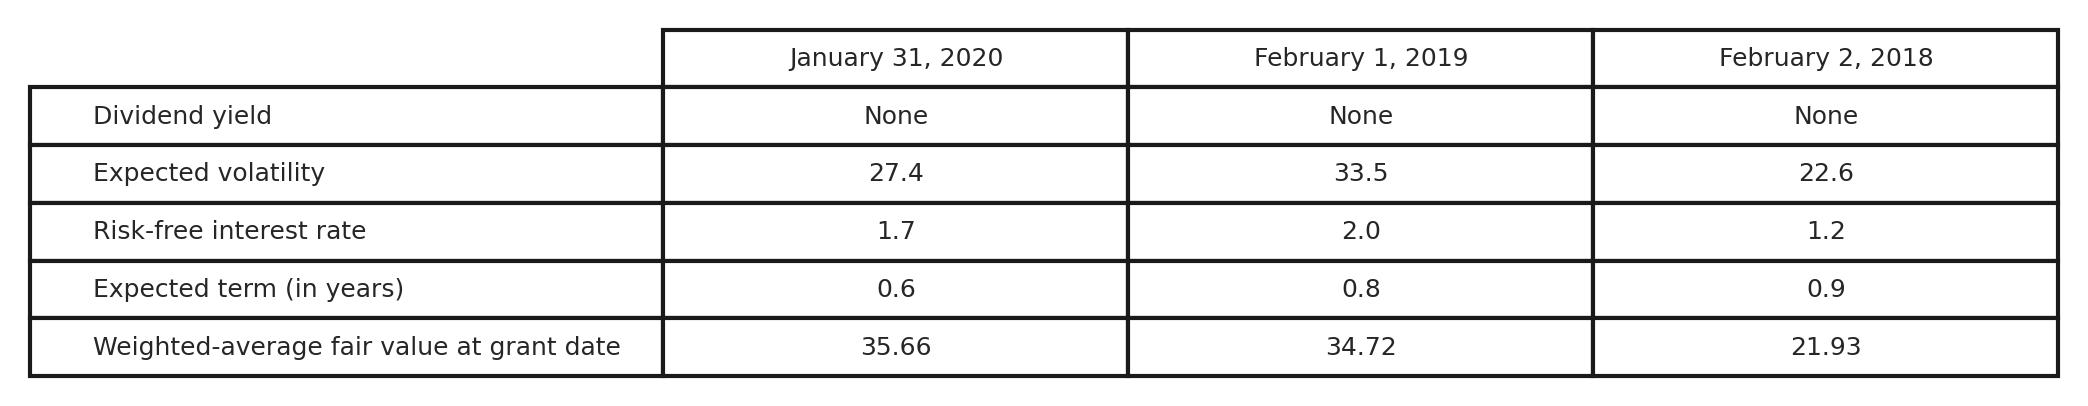 January 31, 2020 February 1, 2019 February 2, 2018
Dividend yield None None None
Expected volatility 27.4 33.5 22.6
Risk-free interest rate 1.7 2.0 1.2
Expected term (in years) 0.6 0.8 0.9
Weighted-average fair value at grant date 35.66 34.72 21.93